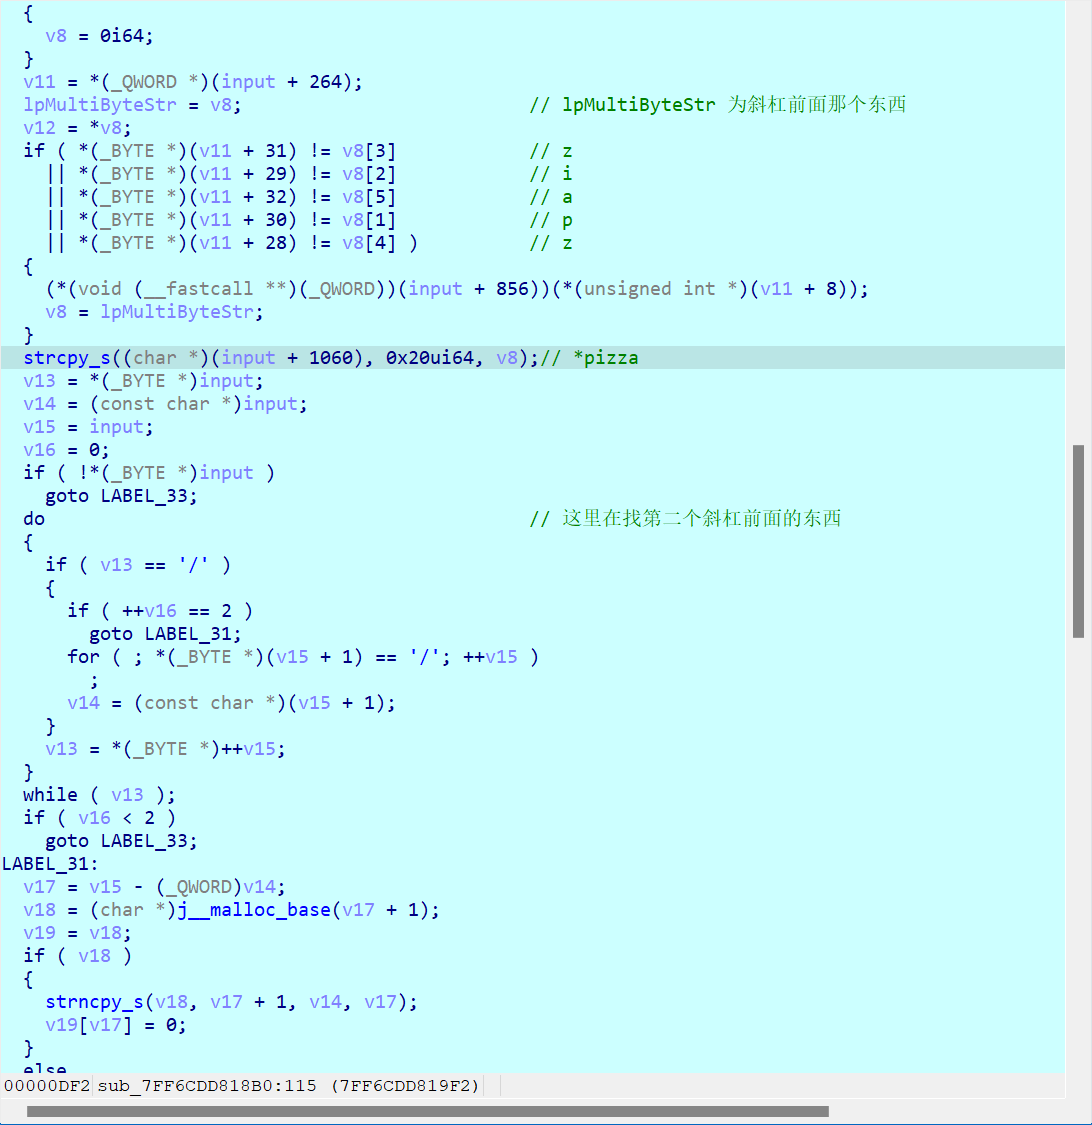 {
v8 = 0i64;
}
v11 = *(_QWORD *)(input + 264);
lpMultiByteStr = v8; // lpMultiByteStr 为斜杠前面那个东西
v12 = *v8;
if ( *(_BYTE *)(v11 + 31) != v8[3] // z
|| *(_BYTE *)(v11 + 29) != v8[2] // i
|| *(_BYTE *)(v11 + 32) != v8[5] // a
|| *(_BYTE *)(v11 + 30) != v8[1] // p
|| *(_BYTE *)(v11 + 28) != v8[4] ) // z
{
(*(void (__fastcall **)(_QWORD))(input + 856))(*(unsigned int *)(v11 + 8));
v8 = lpMultiByteStr;
}
strcpy_s((char *)(input + 1060), 0x20ui64, v8);// *pizza
v13 = *(_BYTE *)input;
v14 = (const char *)input;
v15 = input;
v16 = 0;
if ( !*(_BYTE *)input )
goto LABEL_33;
do // 这里在找第二个斜杠前面的东西
{
if ( v13 == '/' )
{
if ( ++v16 == 2 )
goto LABEL_31;
for ( ; *(_BYTE *)(v15 + 1) == '/'; ++v15 )
;
v14 = (const char *)(v15 + 1);
}
v13 = *(_BYTE *)++v15;
}
while ( v13 );
if ( v16 < 2 )
goto LABEL_33;
LABEL_31:
v17 = v15 - (_QWORD)v14;
v18 = (char *)j__malloc_base(v17 + 1);
v19 = v18;
if ( v18 )
{
strncpy_s(v18, v17 + 1, v14, v17);
v19[v17] = 0;
}
else
00000DF2 sub_7FF6CDD818B0:115 (7FF6CDD819F2)